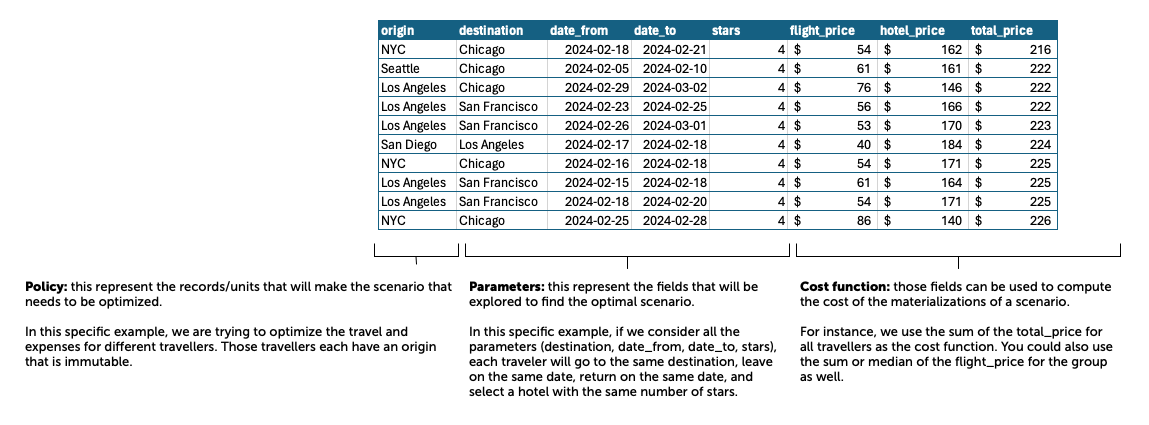 origin destination date_from date_to stars flight_price hotel_price total_price
NYC Chicago 2024-02-18 2024-02-21 4 $ 54 $ 162 $ 216
Seattle Chicago 2024-02-05 2024-02-10 4 $ 61 $ 161 $ 222
Los Angeles Chicago 2024-02-29 2024-03-02 4 $ 76 $ 146 $ 222
Los Angeles San Francisco 2024-02-23 2024-02-25 4 $ 56 $ 166 $ 222
Los Angeles San Francisco 2024-02-26 2024-03-01 4 $ 53 $ 170 $ 223
San Diego Los Angeles 2024-02-17 2024-02-18 4 $ 40 $ 184 $ 224
NYC Chicago 2024-02-16 2024-02-18 4 $ 54 $ 171 $ 225
Los Angeles San Francisco 2024-02-15 2024-02-18 4 $ 61 $ 164 $ 225
Los Angeles San Francisco 2024-02-18 2024-02-20 4 $ 54 $ 171 $ 225
NYC Chicago 2024-02-25 2024-02-28 4 $ 86 $ 140 $ 226
Policy: this represent the records/units that will make the scenario that
needs to be optimized.
In this specific example, we are trying to optimize the travel and
expenses for different travellers. Those travellers each have an origin
that is immutable.
Parameters: this represent the fields that will be
explored to find the optimal scenario.
In this specific example, if we consider all the
parameters (destination, date_from, date_to, stars),
each traveler will go to the same destination, leave
on the same date, return on the same date, and
select a hotel with the same number of stars.
Cost function: those fields can be used to compute
the cost of the materializations of a scenario.
For instance, we use the sum of the total_price for
all travellers as the cost function. You could also use
the sum or median of the flight_price for the group
as well.